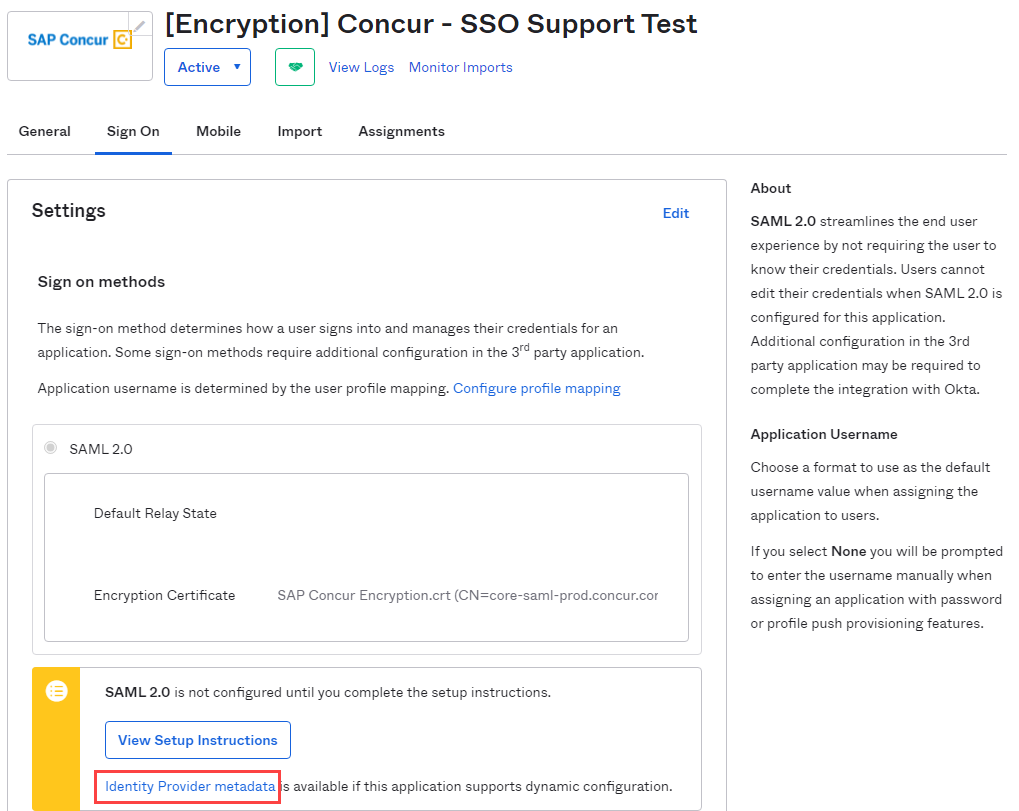 SAP Concur C
[Encryption] Concur - SSO Support Test
Active
View Logs
Monitor Imports
General
Sign On
Mobile
Import
Assignments
Settings
Edit
Sign on methods
The sign-on method determines how a user signs into and manages their credentials for an
application. Some sign-on methods require additional configuration in the 3rd party application.
Application username is determined by the user profile mapping. Configure profile mapping
SAML 2.0
Default Relay State
Encryption Certificate
SAP Concur Encryption.crt (CN=core-saml-prod.concur.cor
SAML 2.0 is not configured until you complete the setup instructions.
View Setup Instructions
Identity Provider metadata is available if this application supports dynamic configuration.
About
SAML 2.0 streamlines the end user
experience by not requiring the user to
know their credentials. Users cannot
edit their credentials when SAML 2.0 is
configured for this application.
Additional configuration in the 3rd
party application may be required to
complete the integration with Okta.
Application Username
Choose a format to use as the default
username value when assigning the
application to users.
If you select None you will be prompted
to enter the username manually when
assigning an application with password
or profile push provisioning features.